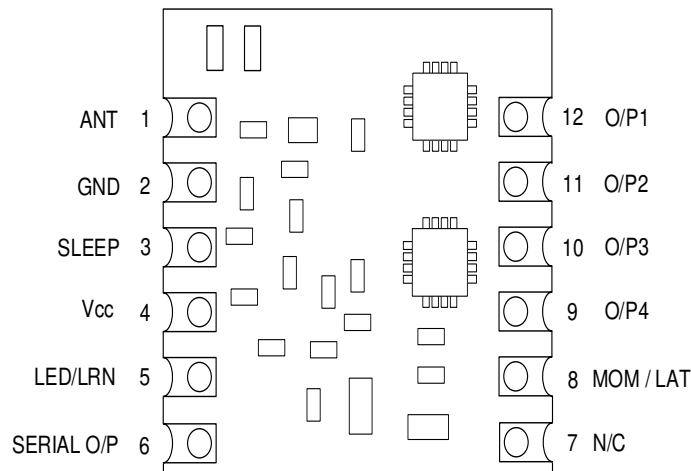 ANT 1 12 O/P1
GND 2 11 O/P2
SLEEP 3 10 O/P3
Vcc 4 9 O/P4
LED/LRN 5 8 MOM / LAT
SERIAL O/P 6 7 N/C